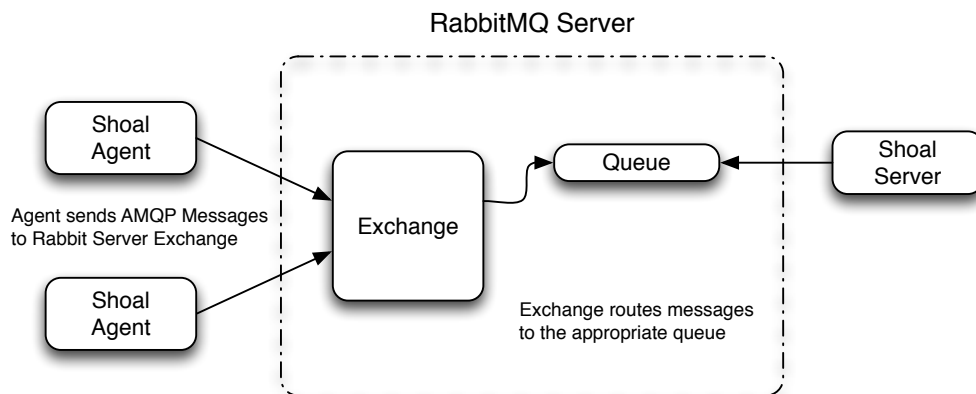 RabbitMQ Server
Shoal
Agent
Agent sends AMQP Messages
to Rabbit Server Exchange
Shoal
Agent
Exchange
Queue
Shoal
Server
Exchange routes messages
to the appropriate queue